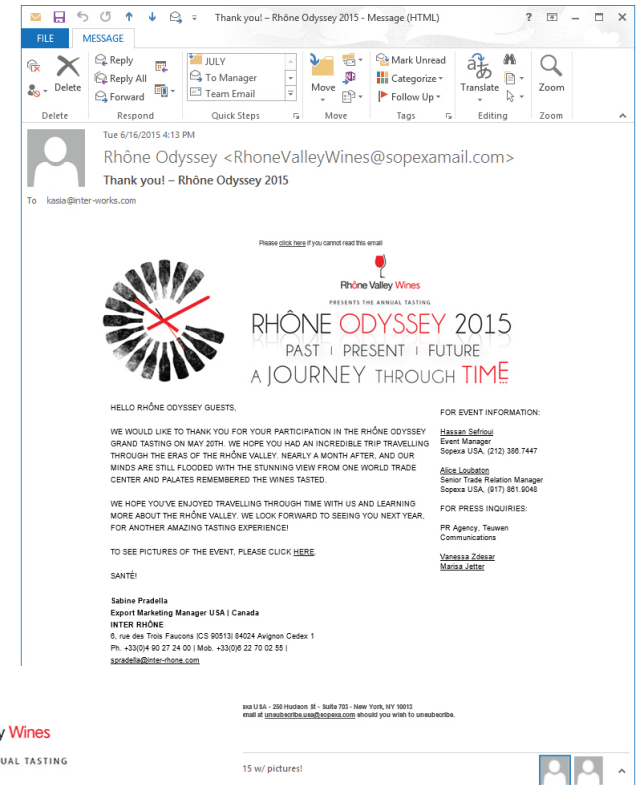 Thank you! – Rhône Odyssey 2015 - Message (HTML)
FILE MESSAGE
Delete
Reply
Reply All
Forward
JULY
To Manager
Team Email
Move
Mark Unread
Categorize
Follow Up
Translate
Zoom
Delete Respond Quick Steps Move Tags Editing Zoom
Tue 6/16/2015 4:13 PM
Rhône Odyssey <RhoneValleyWines@sopexamail.com>
Thank you! – Rhône Odyssey 2015
To kasia@inter-works.com
Please click here if you cannot read this email
Rhône Valley Wines
PRESENTS THE ANNUAL TASTING
RHÔNE ODYSSEY 2015
PAST | PRESENT | FUTURE
A JOURNEY THROUGH TIME
HELLO RHÔNE ODYSSEY GUESTS,
WE WOULD LIKE TO THANK YOU FOR YOUR PARTICIPATION IN THE RHÔNE ODYSSEY
GRAND TASTING ON MAY 20TH. WE HOPE YOU HAD AN INCREDIBLE TRIP TRAVELLING
THROUGH THE ERAS OF THE RHÔNE VALLEY. NEARLY A MONTH AFTER, AND OUR
MINDS ARE STILL FLOODED WITH THE STUNNING VIEW FROM ONE WORLD TRADE
CENTER AND PALATES REMEMBERED THE WINES TASTED.
WE HOPE YOU'VE ENJOYED TRAVELLING THROUGH TIME WITH US AND LEARNING
MORE ABOUT THE RHÔNE VALLEY. WE LOOK FORWARD TO SEEING YOU NEXT YEAR,
FOR ANOTHER AMAZING TASTING EXPERIENCE!
TO SEE PICTURES OF THE EVENT, PLEASE CLICK HERE.
SANTÉ!
Sabine Pradella
Export Marketing Manager USA | Canada
INTER RHÔNE
6, rue des Trois Faucons |CS 90513| 84024 Avignon Cedex 1
Ph. +33(0)4 90 27 24 00 | Mob. +33(0)6 22 70 02 55 |
spradella@inter-rhone.com
FOR EVENT INFORMATION:
Hassan Sefrioui
Event Manager
Sopexa USA, (212) 386.7447
Alice Loubaton
Senior Trade Relation Manager
Sopexa USA, (917) 861.9048
FOR PRESS INQUIRIES:
PR Agency, Teuwen
Communications
Vanessa Zdesar
Marisa Jetter
exa USA - 250 Hudson St - Suite 703 - New York, NY 10013
email at unsubscribe.usa@sopexa.com should you wish to unsubscribe.
y Wines
UAL TASTING
15 w/ pictures!